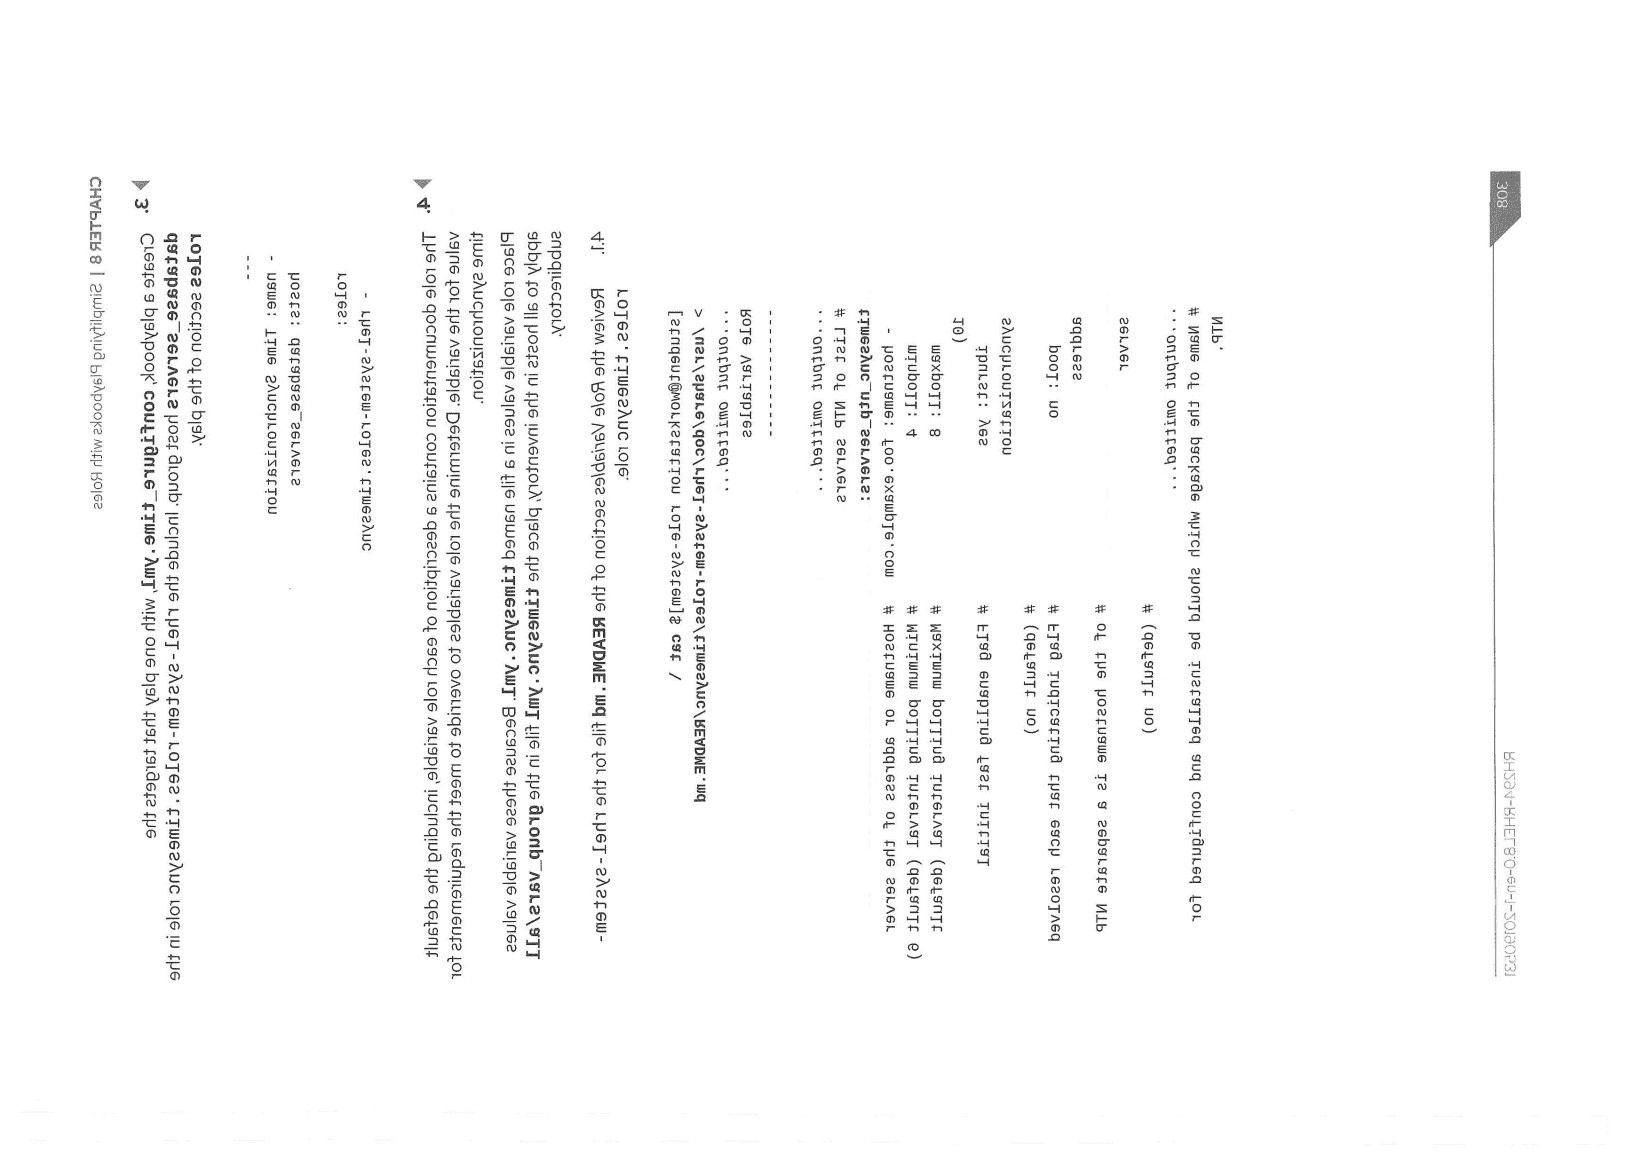 CHAPTER 8 | Simplifying Playbooks with Roles
3. Create a playbook, configure_time.yml, with one play that targets the
database_servers host group. Include the rhel-system-roles.timesync role in the
roles section of the play.
---
- name: Time Synchronization
hosts: database_servers
roles:
- rhel-system-roles.timesync
4. The role documentation contains a description of each role variable, including the default
value for the variable. Determine the role variables to override to meet the requirements for
time synchronization.
Place role variable values in a file named timesync.yml. Because these variable values
apply to all hosts in the inventory, place the timesync.yml file in the group_vars/all
subdirectory.
4.1. Review the Role Variables section of the README.md file for the rhel-system-
roles.timesync role.
[student@workstation role-system]$ cat /
> /usr/share/doc/rhel-system-roles/timesync/README.md
...output omitted...
Role Variables
--------------
...output omitted...
# List of NTP servers
timesync_ntp_servers:
- hostname: foo.example.com # Hostname or address of the server
minpoll: 4 # Minimum polling interval (default 6)
maxpoll: 8 # Maximum polling interval (default
10)
iburst: yes # Flag enabling fast initial
synchronization
# (default no)
pool: no # Flag indicating that each resolved
address
# of the hostname is a separate NTP
server
# (default no)
...output omitted...
# Name of the package which should be installed and configured for
NTP.
308
RH294-RHEL8.0-en-1-20190531